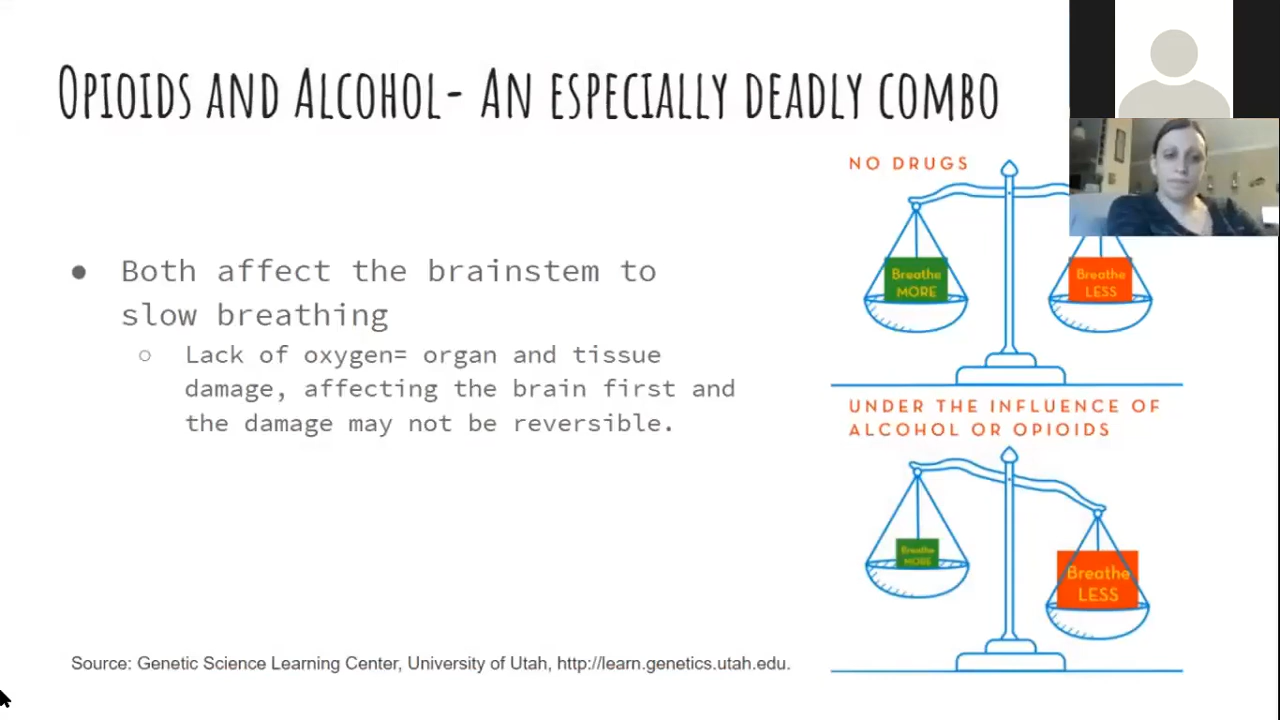 Opioids and Alcohol- An especially deadly combo
NO DRUGS
Breathe
MORE
Breathe
LESS
● Both affect the brainstem to
slow breathing
○ Lack of oxygen= organ and tissue
damage, affecting the brain first and
the damage may not be reversible.
UNDER THE INFLUENCE OF
ALCOHOL OR OPIOIDS
Breathe
MORE
Breathe
LESS
Source: Genetic Science Learning Center, University of Utah, http://learn.genetics.utah.edu.